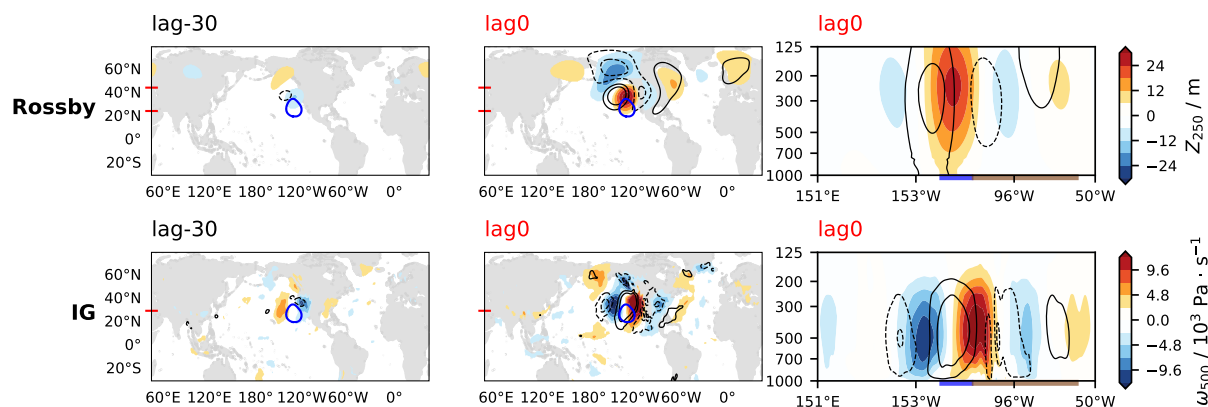 lag-30
lag0
lag0
Rossby
60°N
40°N
20°N
0°
20°S
60°E 120°E 180° 120°W 60°W 0°
60°E 120°E 180° 120°W 60°W 0°
125
200
300
500
700
1000
151°E 153°W 96°W 50°W
24
12
0
−12
−24
Z250 / m
lag-30
lag0
lag0
IG
60°N
40°N
20°N
0°
20°S
60°E 120°E 180° 120°W 60°W 0°
60°E 120°E 180° 120°W 60°W 0°
125
200
300
500
700
1000
151°E 153°W 96°W 50°W
9.6
4.8
0.0
−4.8
−9.6
ω500 / 10³ Pa · s⁻¹